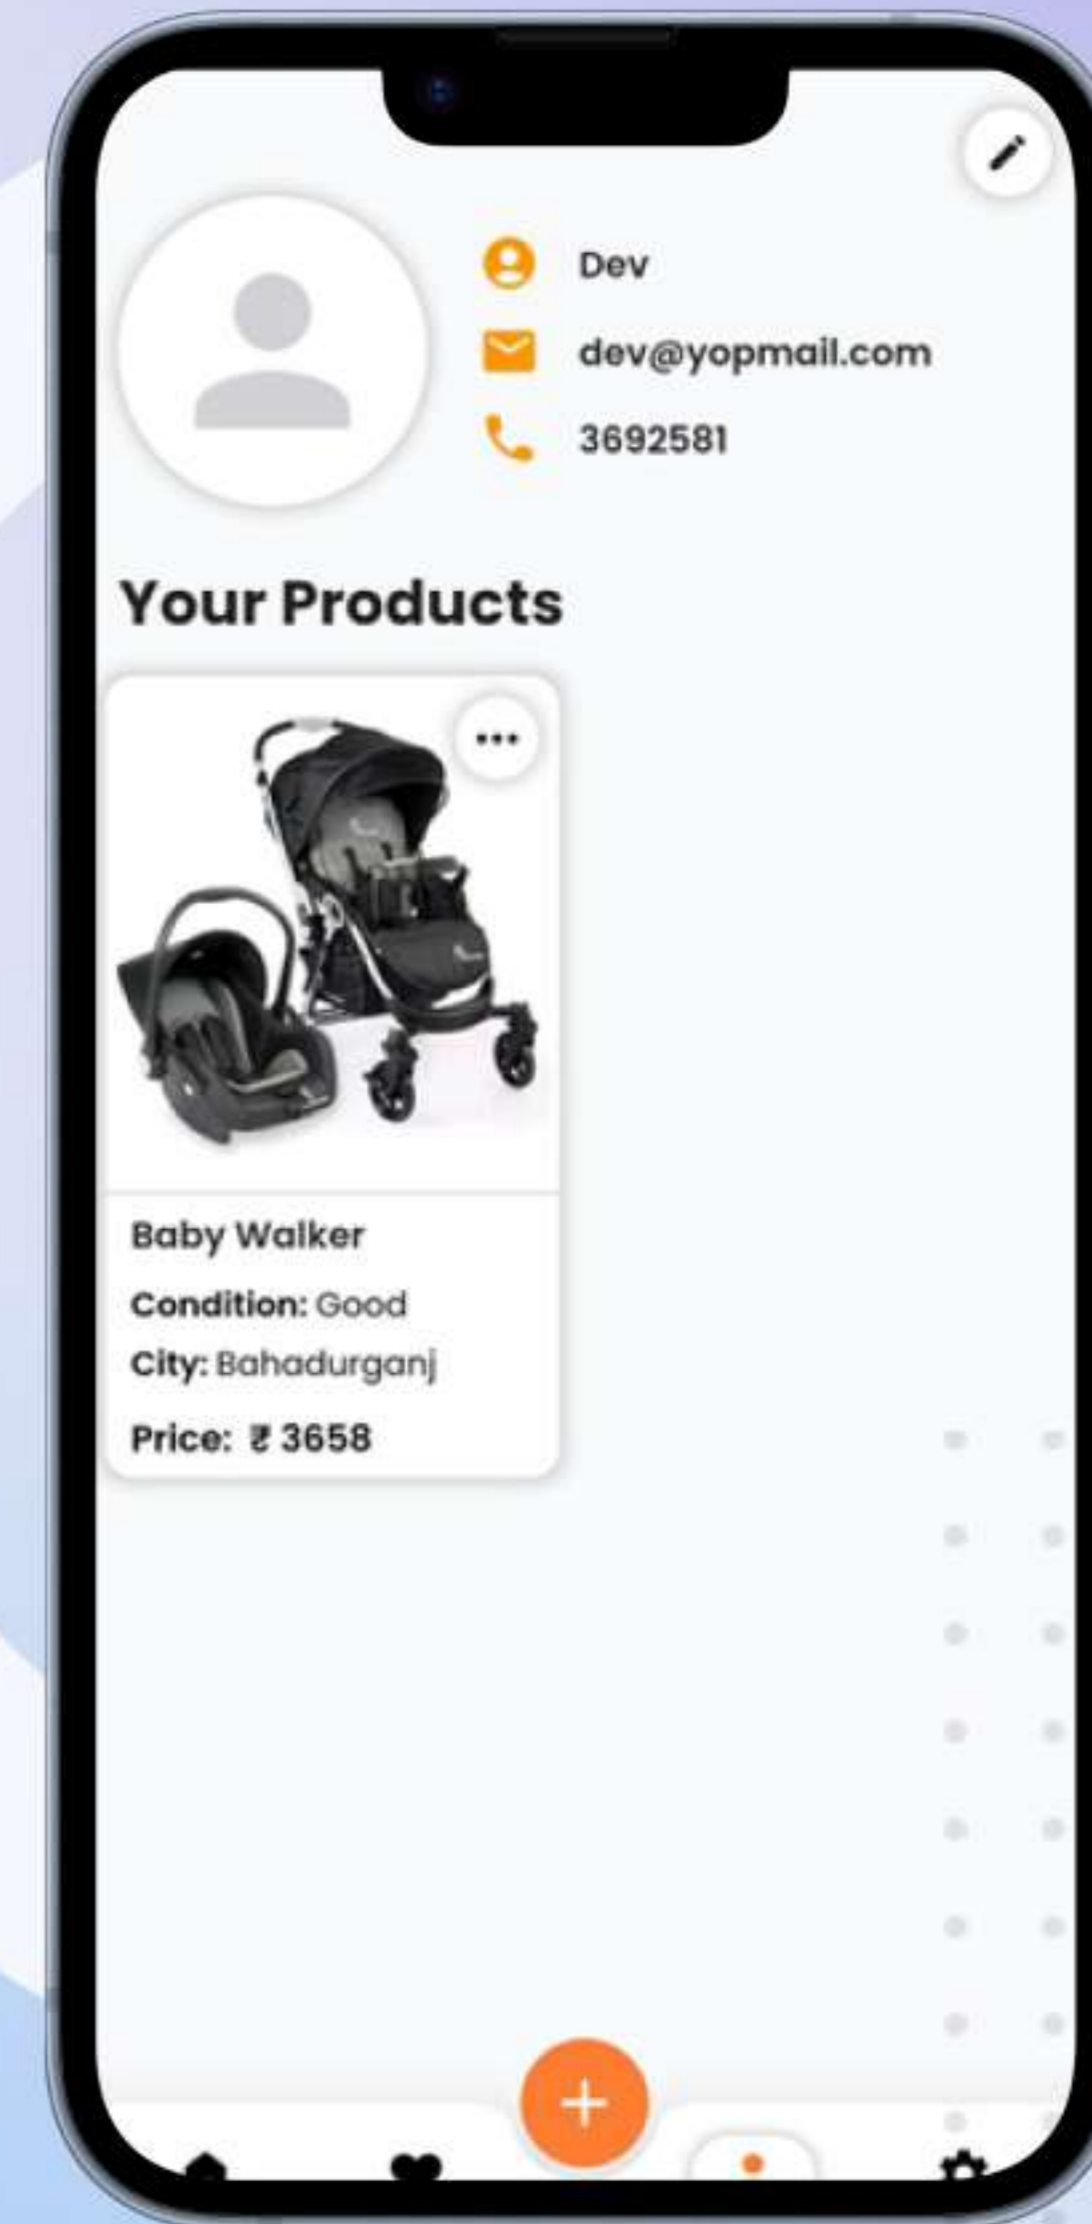 Dev
dev@yopmail.com
3692581
Your Products
Baby Walker
Condition: Good
City: Bahadurganj
Price: ₹ 3658